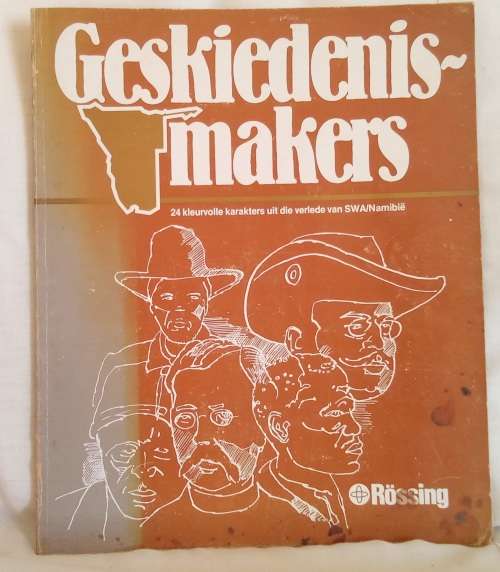 Geskiedenis-
makers
24 kleurvolle karakters uit die verlede van SWA/Namibië
Rössing